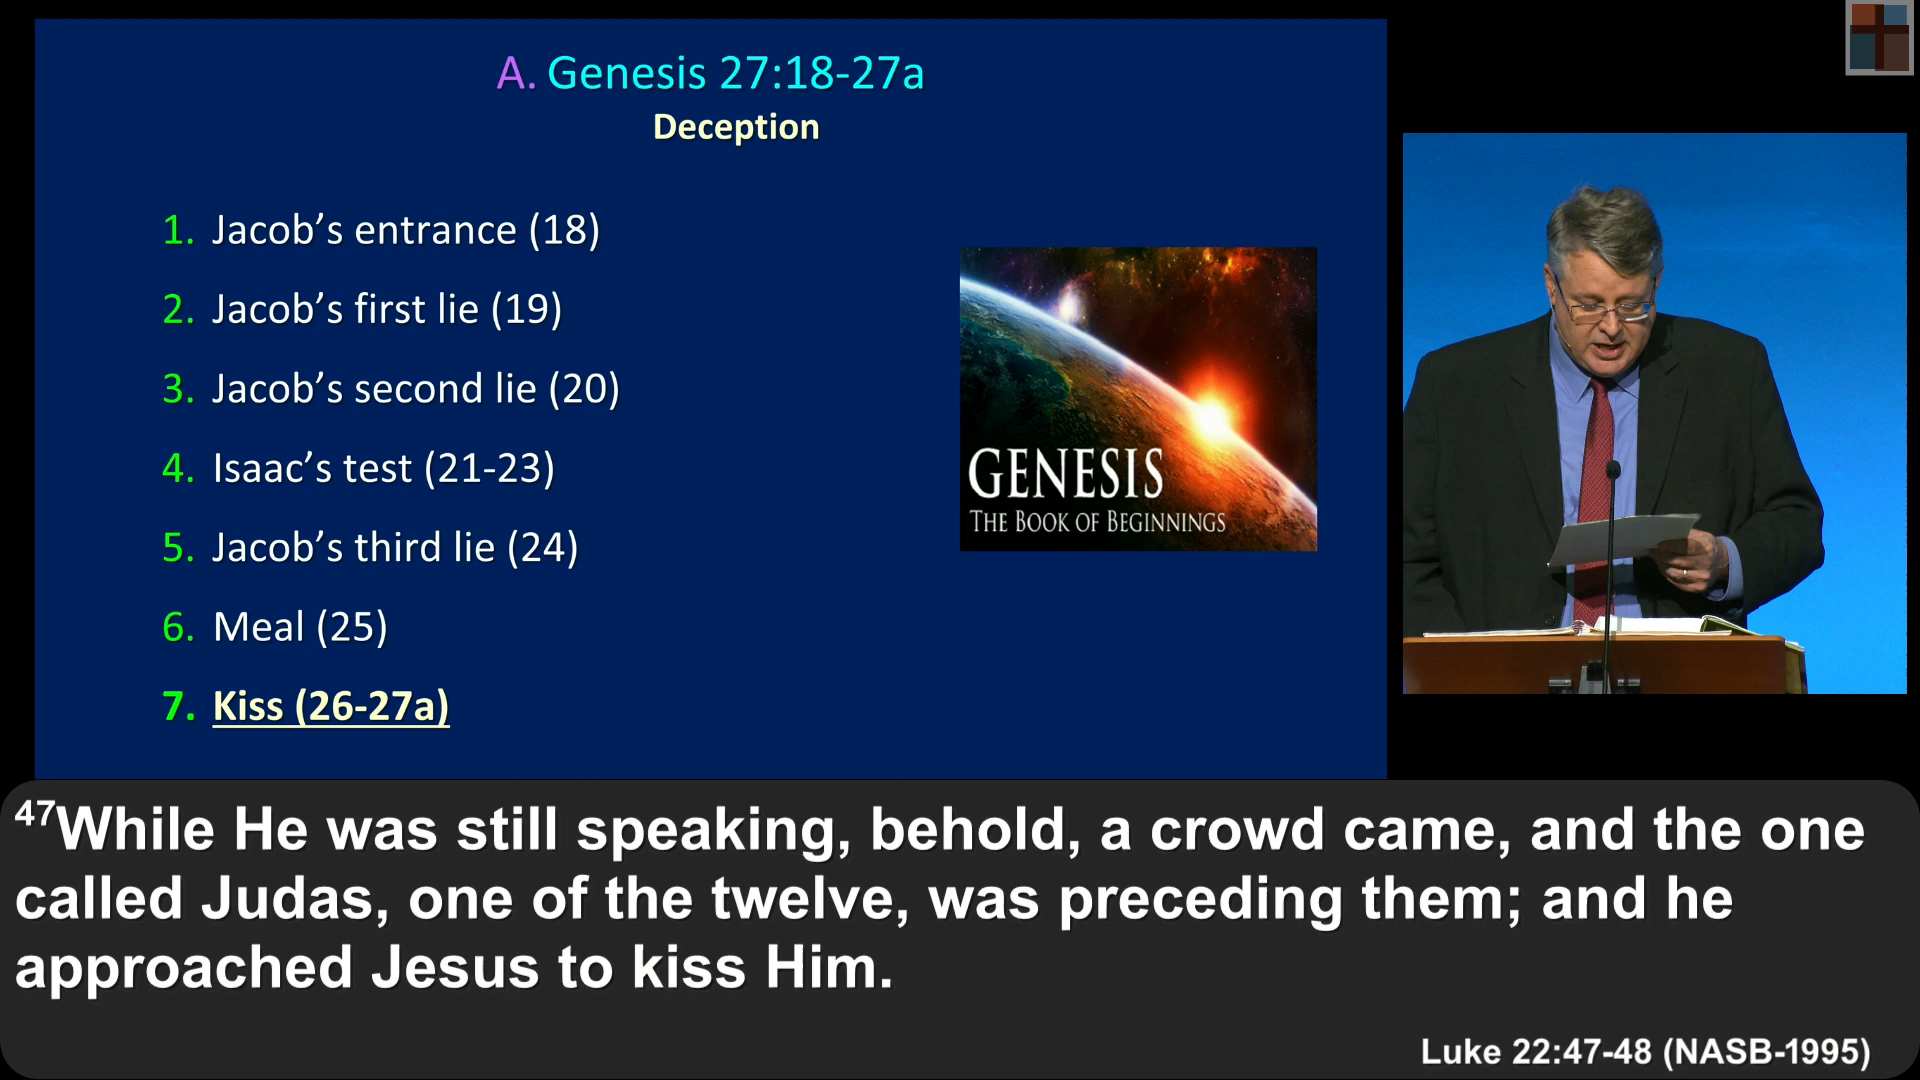 A. Genesis 27:18-27a
Deception
1. Jacob’s entrance (18)
2. Jacob’s first lie (19)
3. Jacob’s second lie (20)
4. Isaac’s test (21-23)
5. Jacob’s third lie (24)
6. Meal (25)
7. Kiss (26-27a)
GENESIS
THE BOOK OF BEGINNINGS
47While He was still speaking, behold, a crowd came, and the one
called Judas, one of the twelve, was preceding them; and he
approached Jesus to kiss Him.
Luke 22:47-48 (NASB-1995)